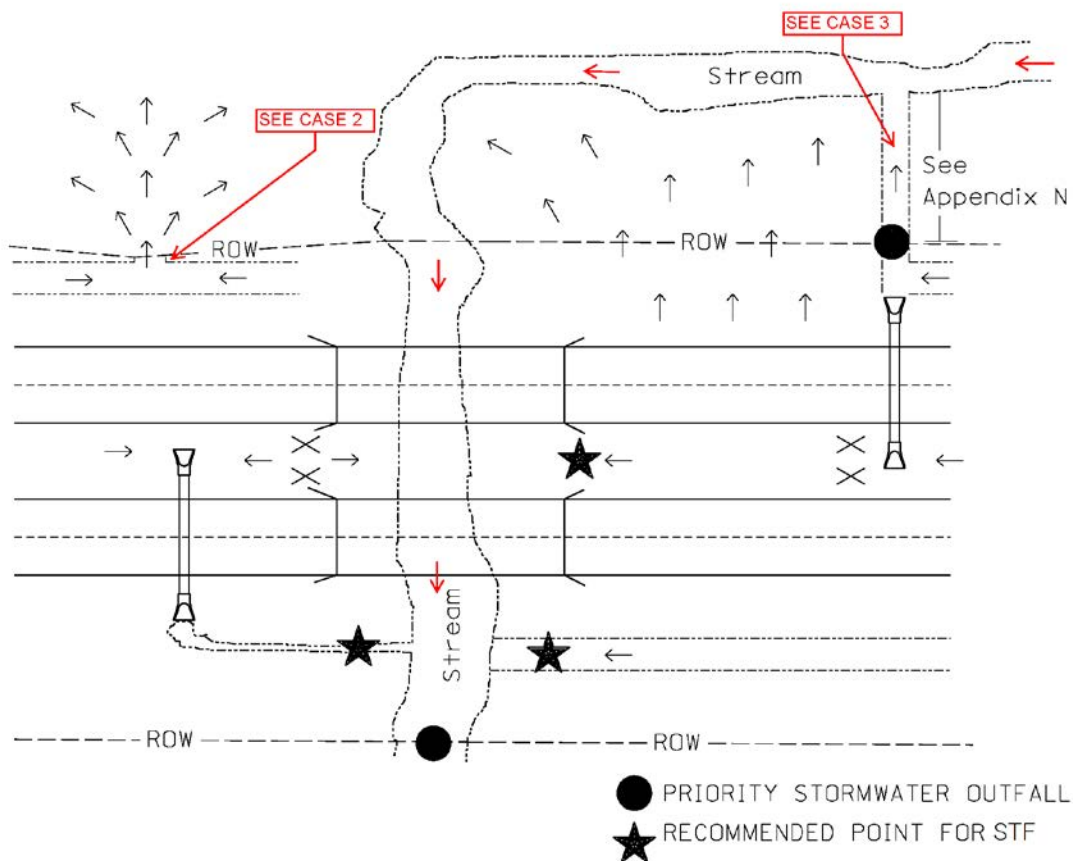 SEE CASE 3
Stream
SEE CASE 2
See
Appendix N
ROW
ROW
Stream
ROW
ROW
PRIORITY STORMWATER OUTFALL
RECOMMENDED POINT FOR STF